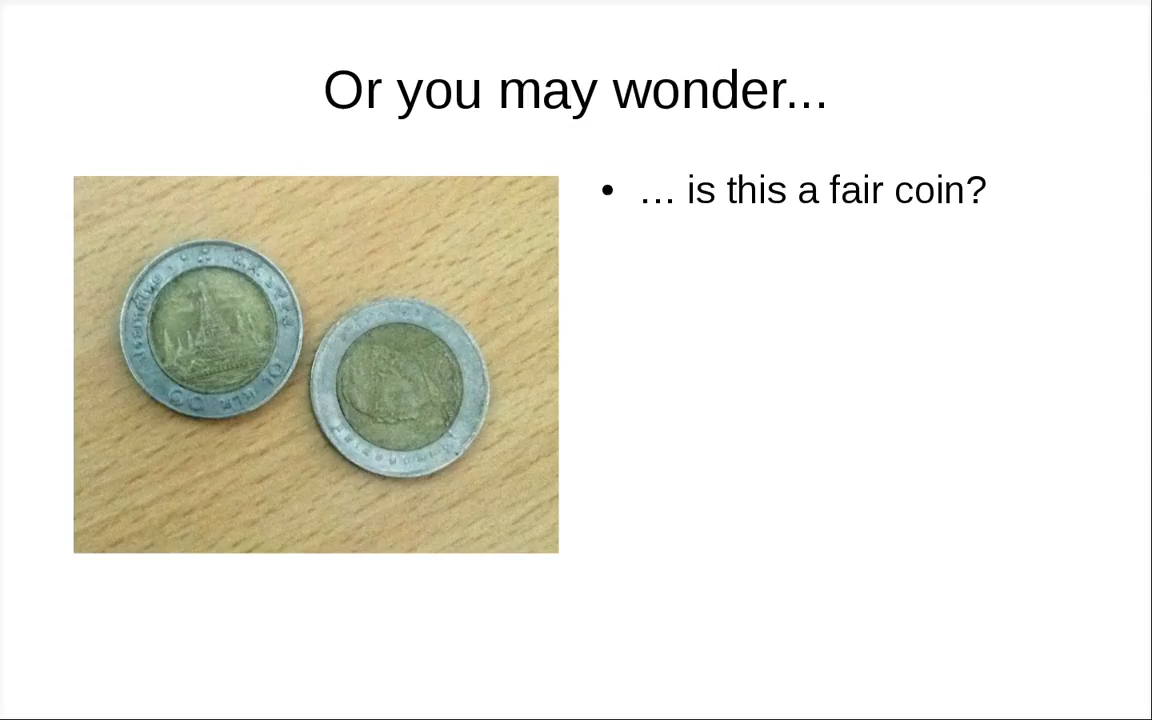 Or you may wonder...
• … is this a fair coin?